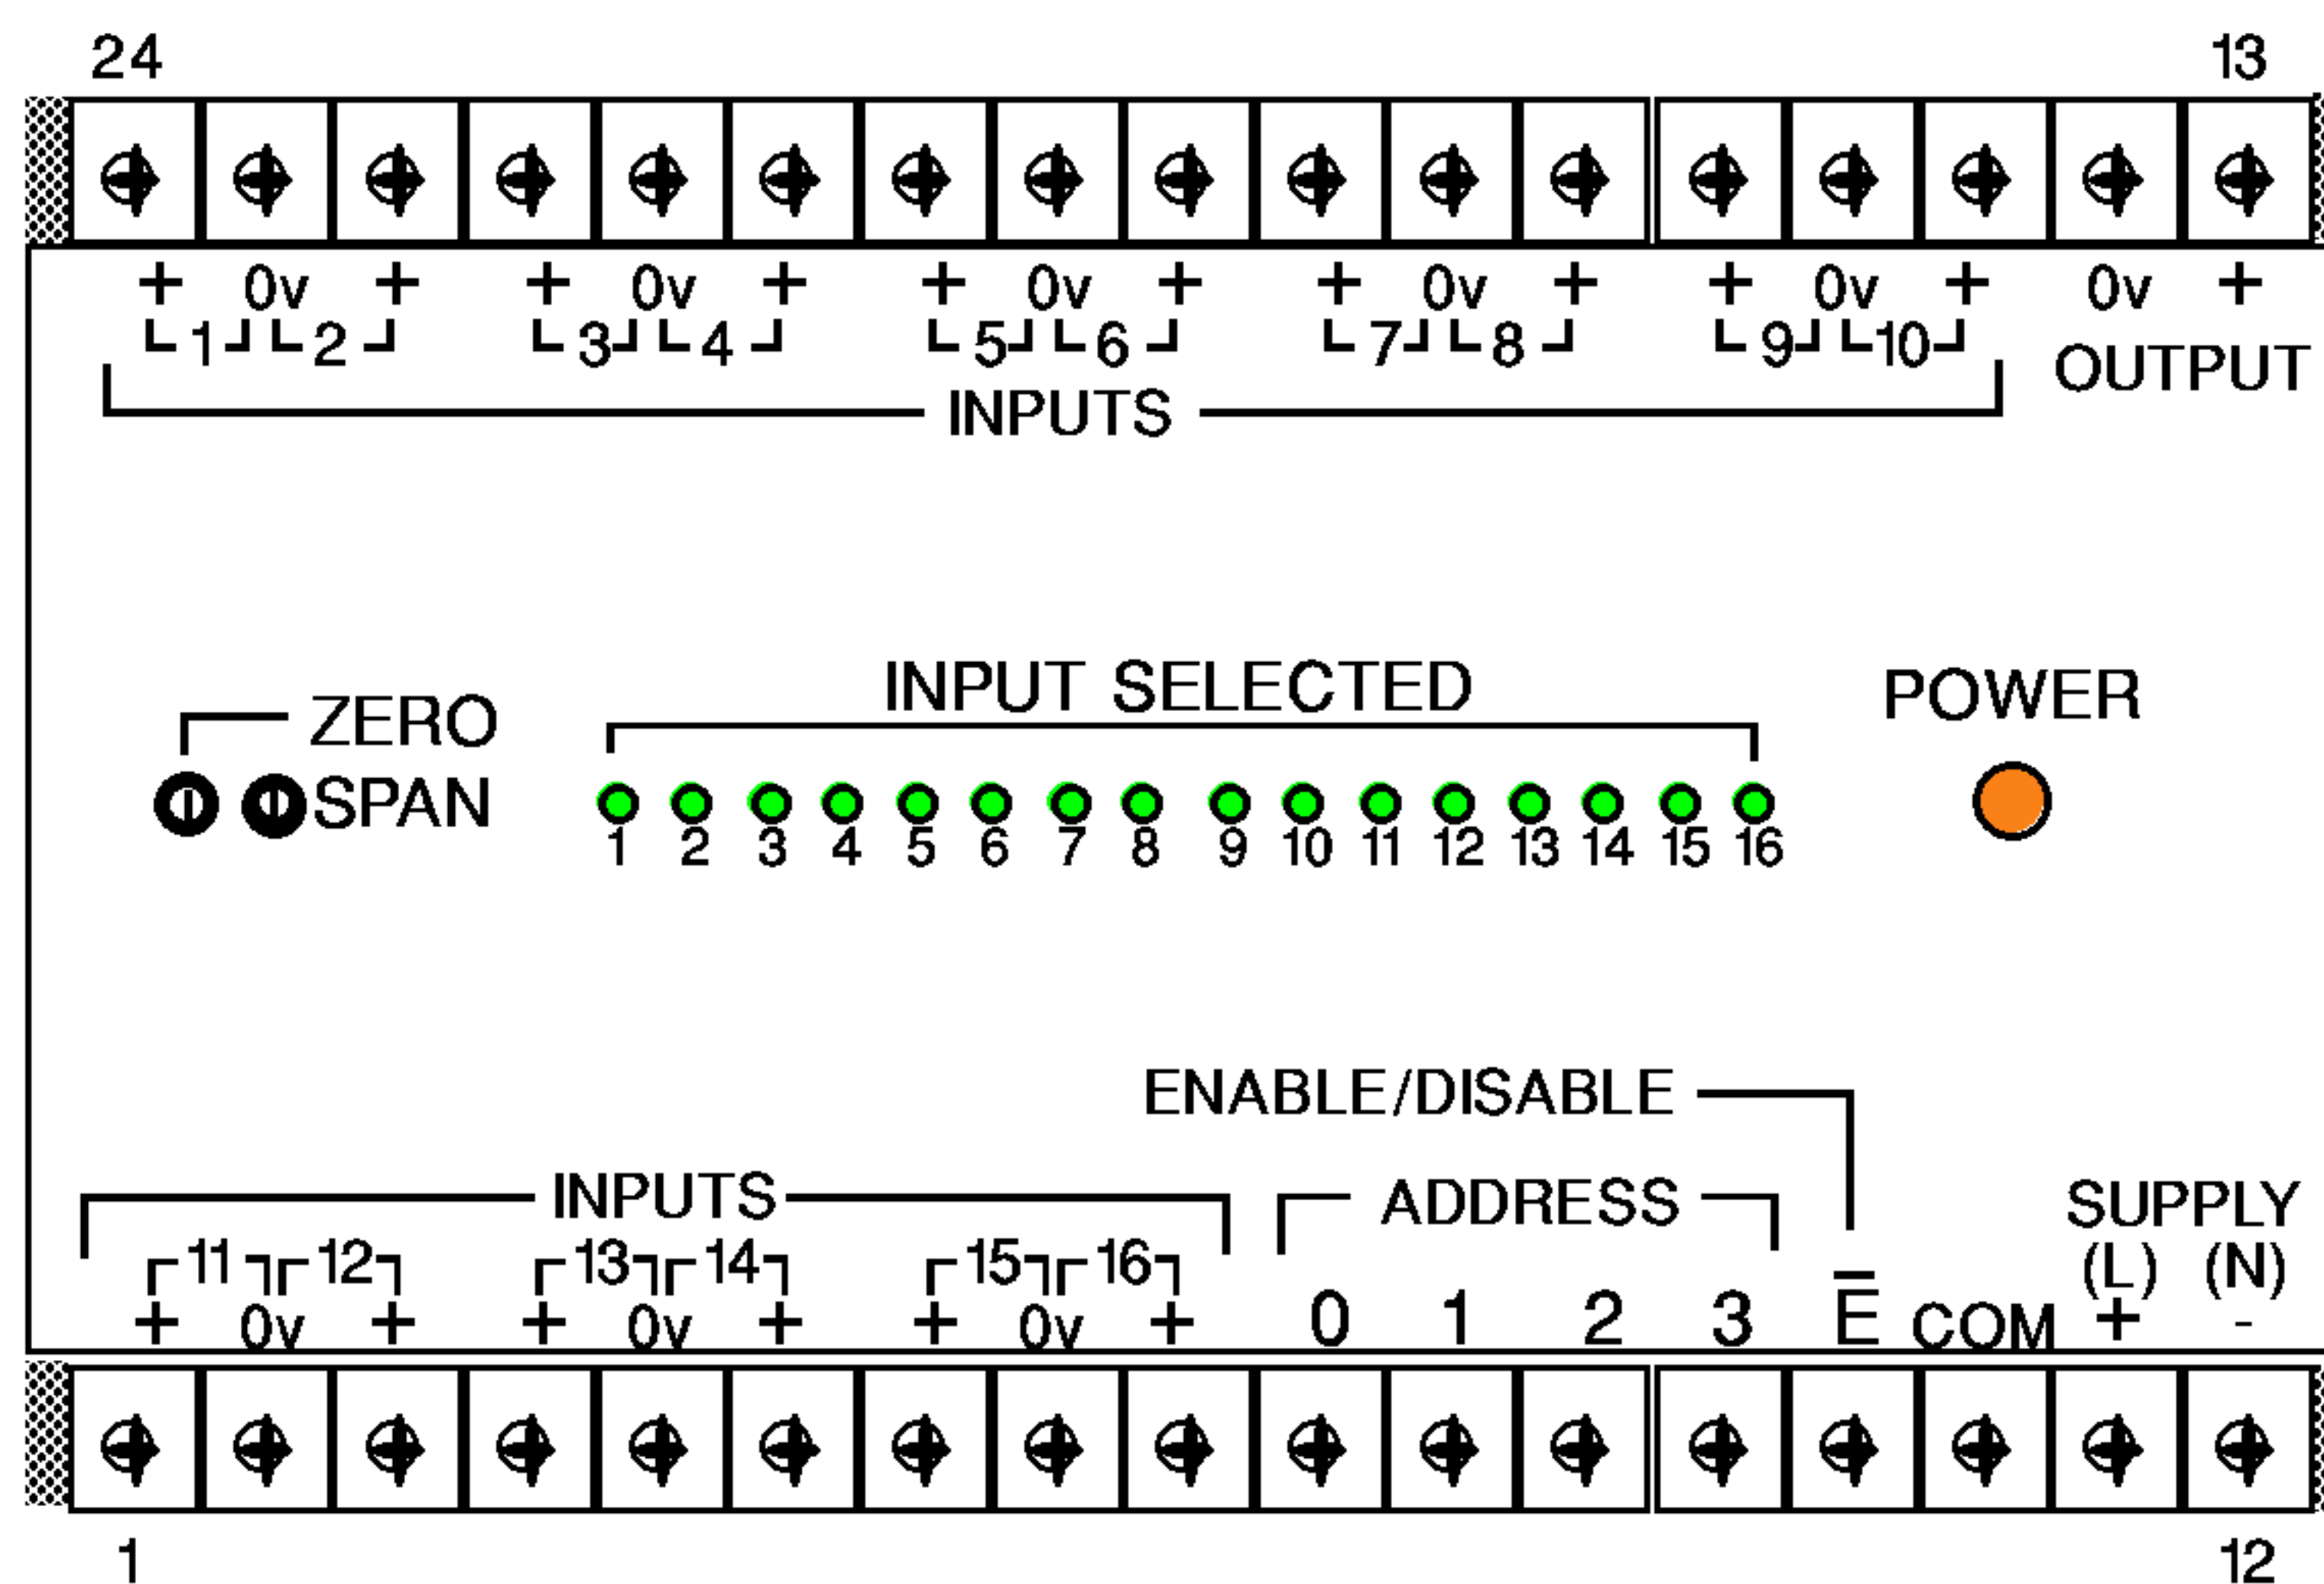 24 13
+ 0v + + 0v + + 0v + + 0v + + 0v + 0v +
1 2 3 4 5 6 7 8 9 10
OUTPUT
INPUTS
INPUT SELECTED
POWER
ZERO
SPAN
1 2 3 4 5 6 7 8 9 10 11 12 13 14 15 16
ENABLE/DISABLE
INPUTS ADDRESS SUPPLY
11 12 13 14 15 16 (L) (N)
+ 0v + + 0v + + 0v + 0 1 2 3 E̅ COM + -
1 12